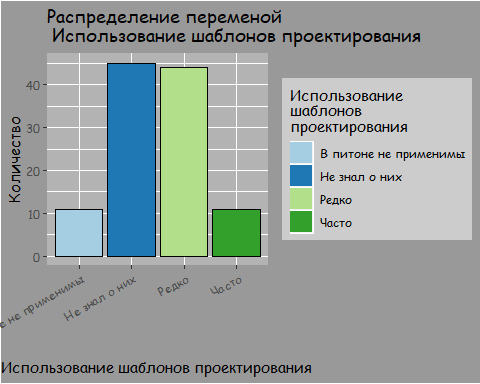 Распределение переменой
Использование шаблонов проектирования
Количество
40
30
20
10
0
не применимы
Не знал о них
Редко
Часто
Использование шаблонов проектирования
Использование
шаблонов
проектирования
В питоне не применимы
Не знал о них
Редко
Часто